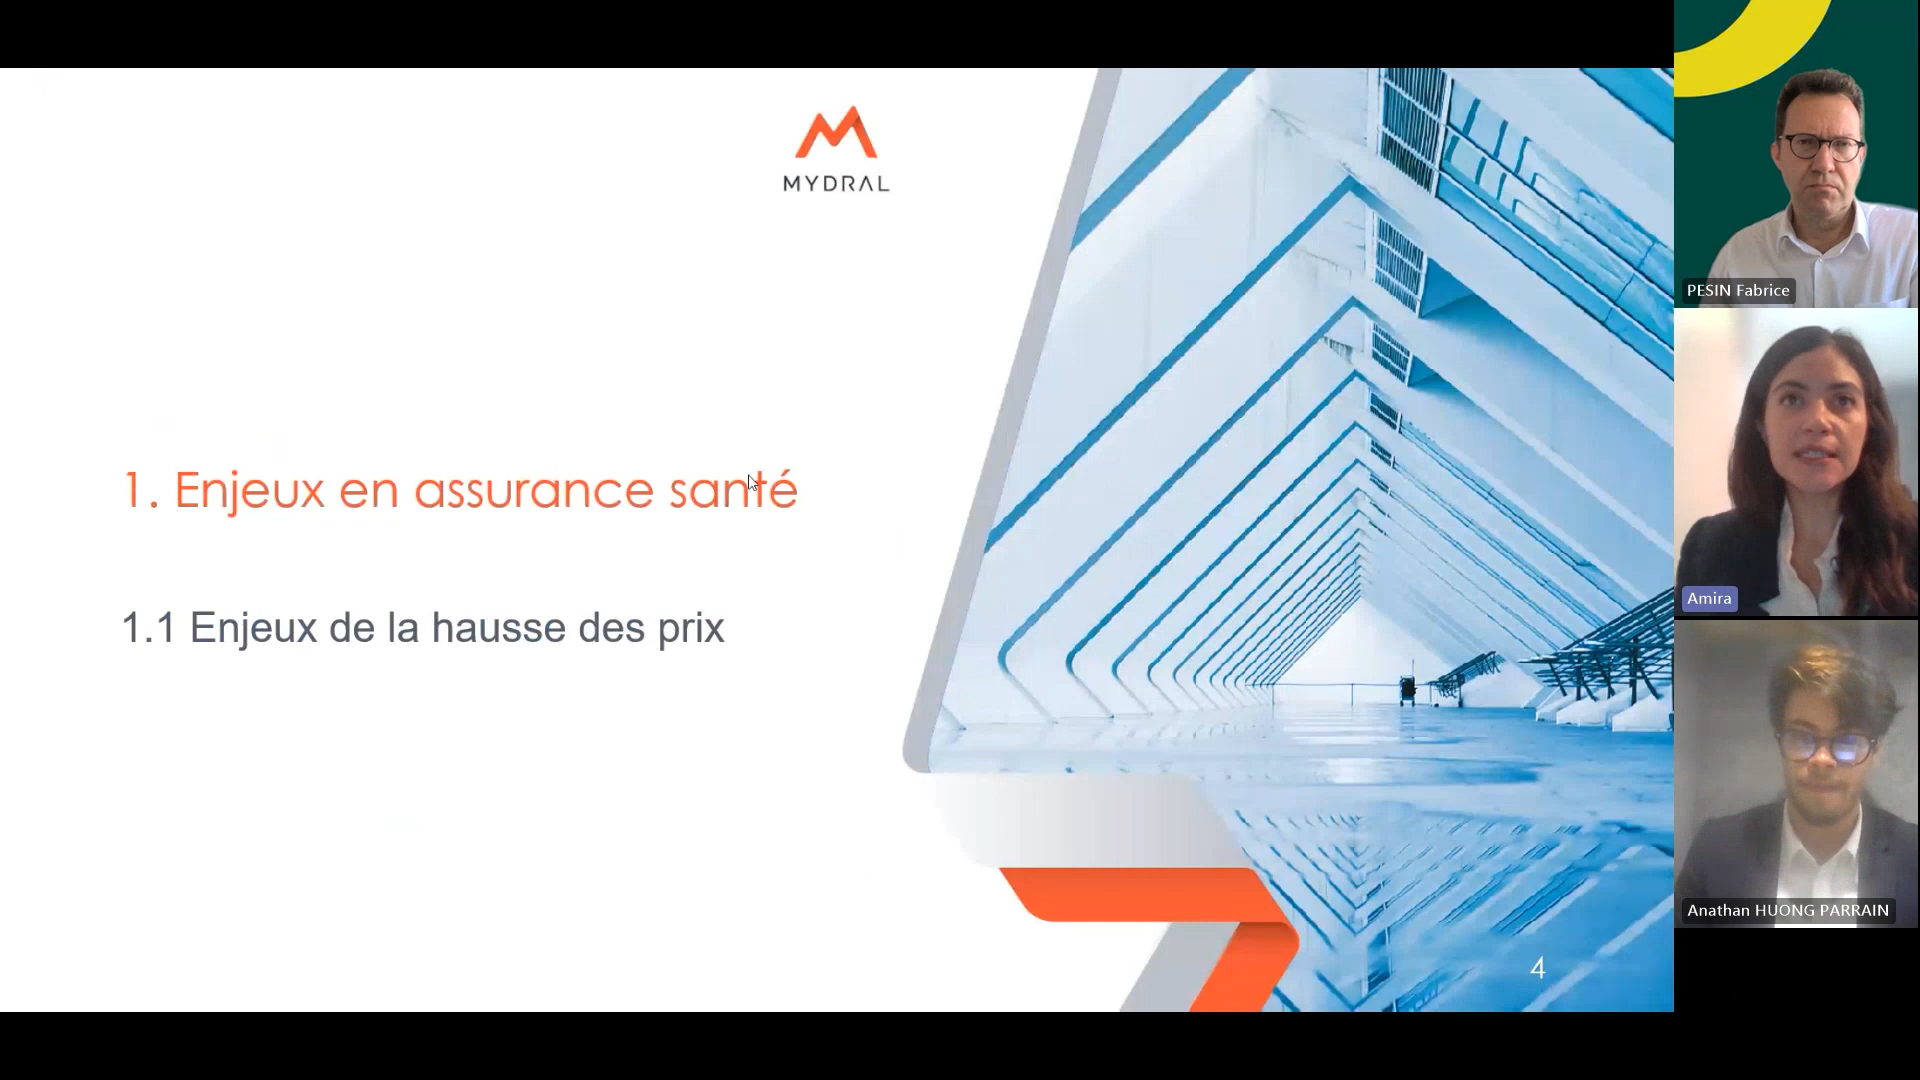 MYDRAL
1. Enjeux en assurance santé
1.1 Enjeux de la hausse des prix
4
PESIN Fabrice
Amira
Anathan HUONG PARRAIN